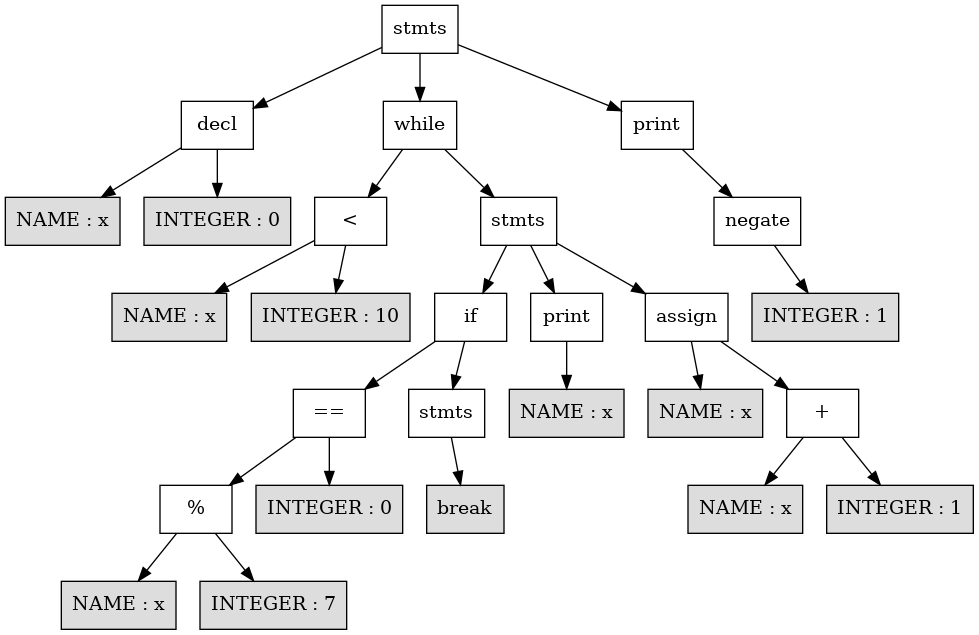 stmts
decl
while
print
NAME : x
INTEGER : 0
<
stmts
negate
NAME : x
INTEGER : 10
if
print
assign
INTEGER : 1
==
stmts
NAME : x
NAME : x
+
%
INTEGER : 0
break
NAME : x
INTEGER : 1
NAME : x
INTEGER : 7